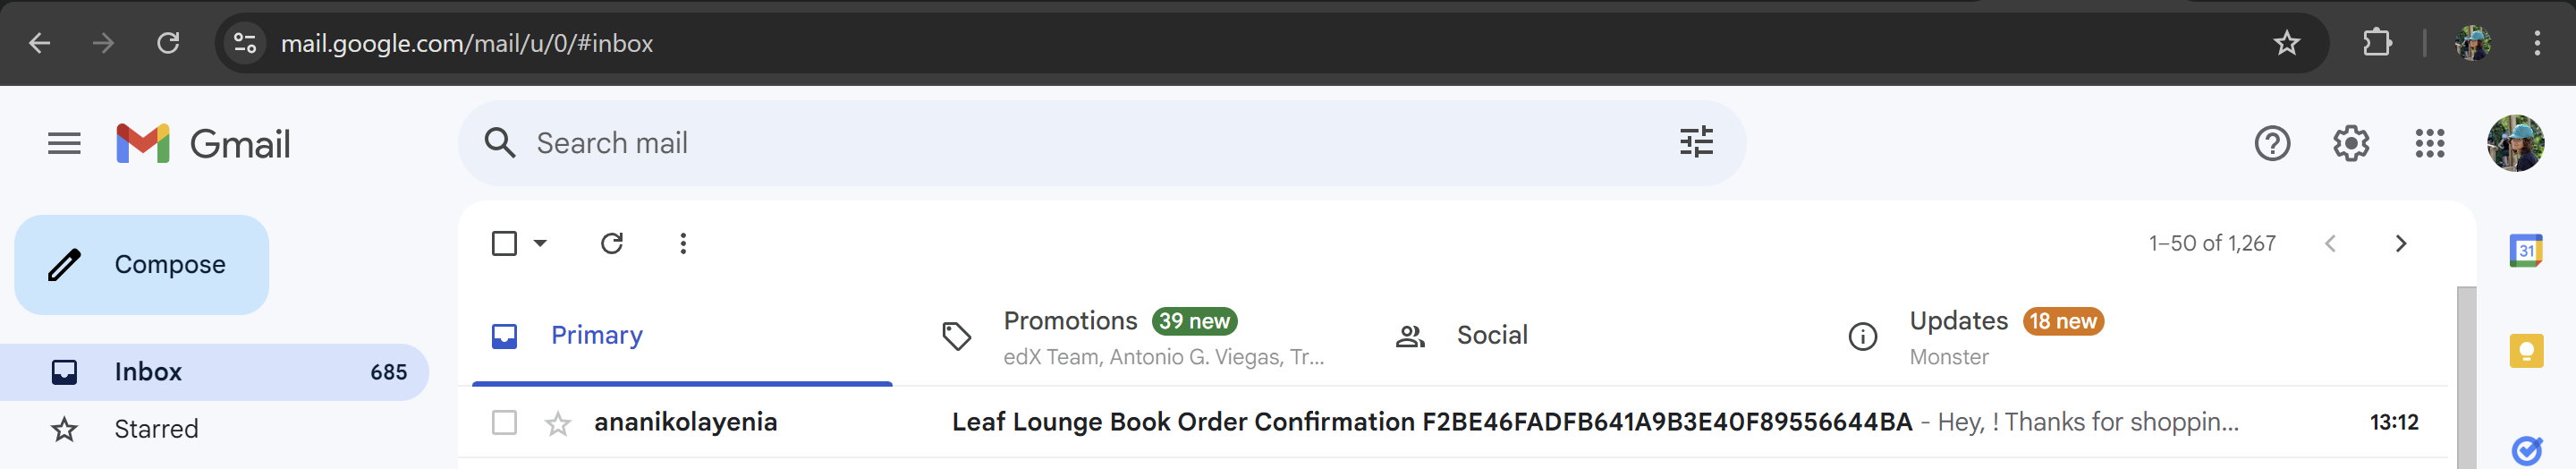 mail.google.com/mail/u/0/#inbox
Gmail
Search mail
Compose
1–50 of 1,267
Primary
Promotions 39 new
edX Team, Antonio G. Viegas, Tr...
Social
Updates 18 new
Monster
Inbox 685
Starred
ananikolayenia Leaf Lounge Book Order Confirmation F2BE46FADFB641A9B3E40F89556644BA - Hey, ! Thanks for shoppin... 13:12
31